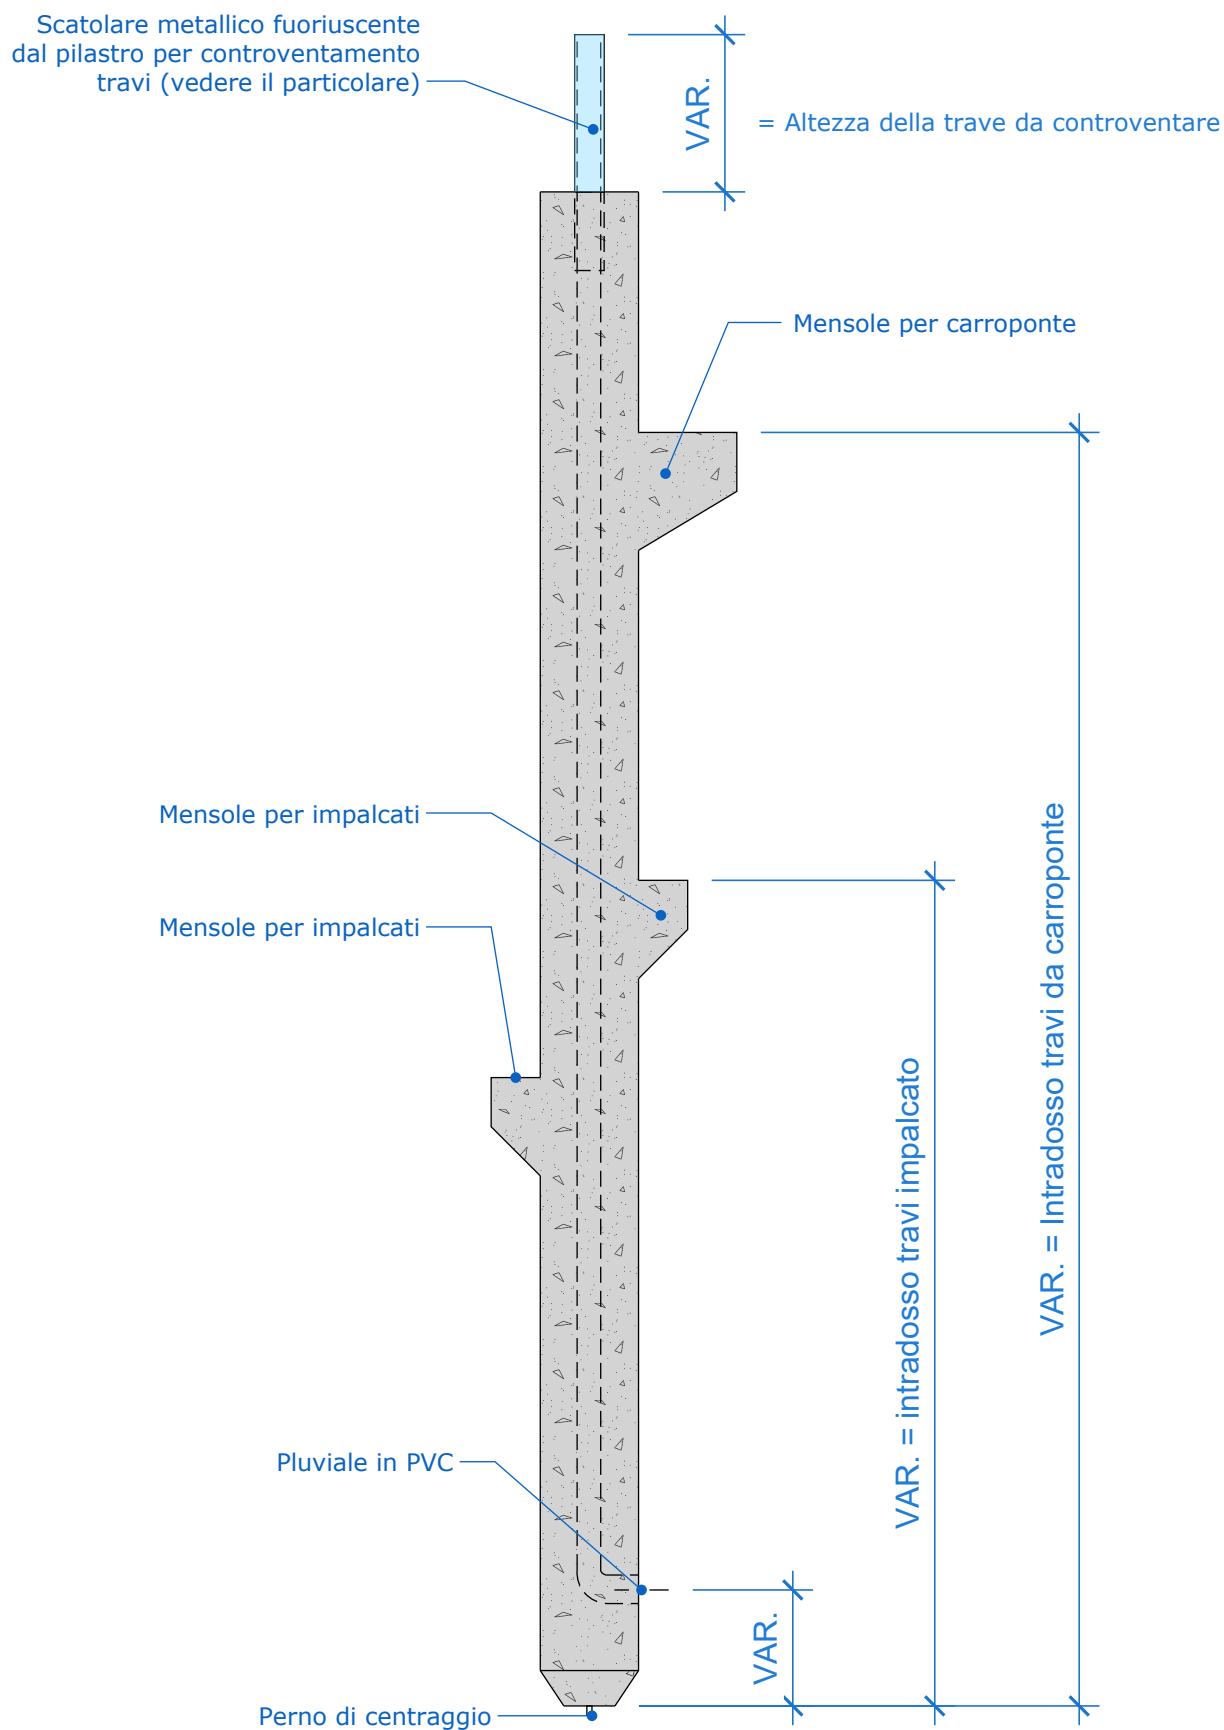 Scatolare metallico fuoriuscente
dal pilastro per controventamento
travi (vedere il particolare)
VAR.
= Altezza della trave da controventare
Mensole per carroponte
Mensole per impalcati
Mensole per impalcati
VAR. = Intradosso travi da carroponte
VAR. = intradosso travi impalcato
Pluviale in PVC
VAR.
Perno di centraggio